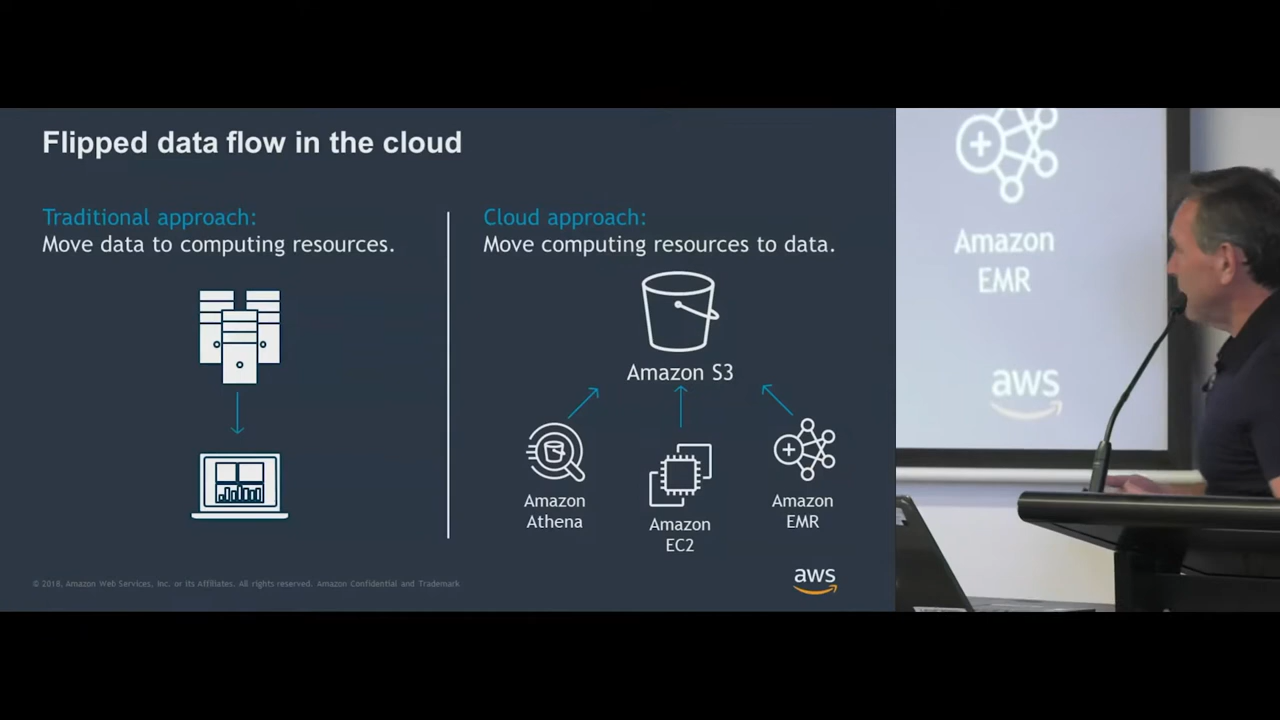 Flipped data flow in the cloud
Traditional approach:
Move data to computing resources.
Cloud approach:
Move computing resources to data.
Amazon S3
Amazon
Athena
Amazon
EC2
Amazon
EMR
© 2018, Amazon Web Services, Inc. or its Affiliates. All rights reserved. Amazon Confidential and Trademark
aws
Amazon
EMR
aws